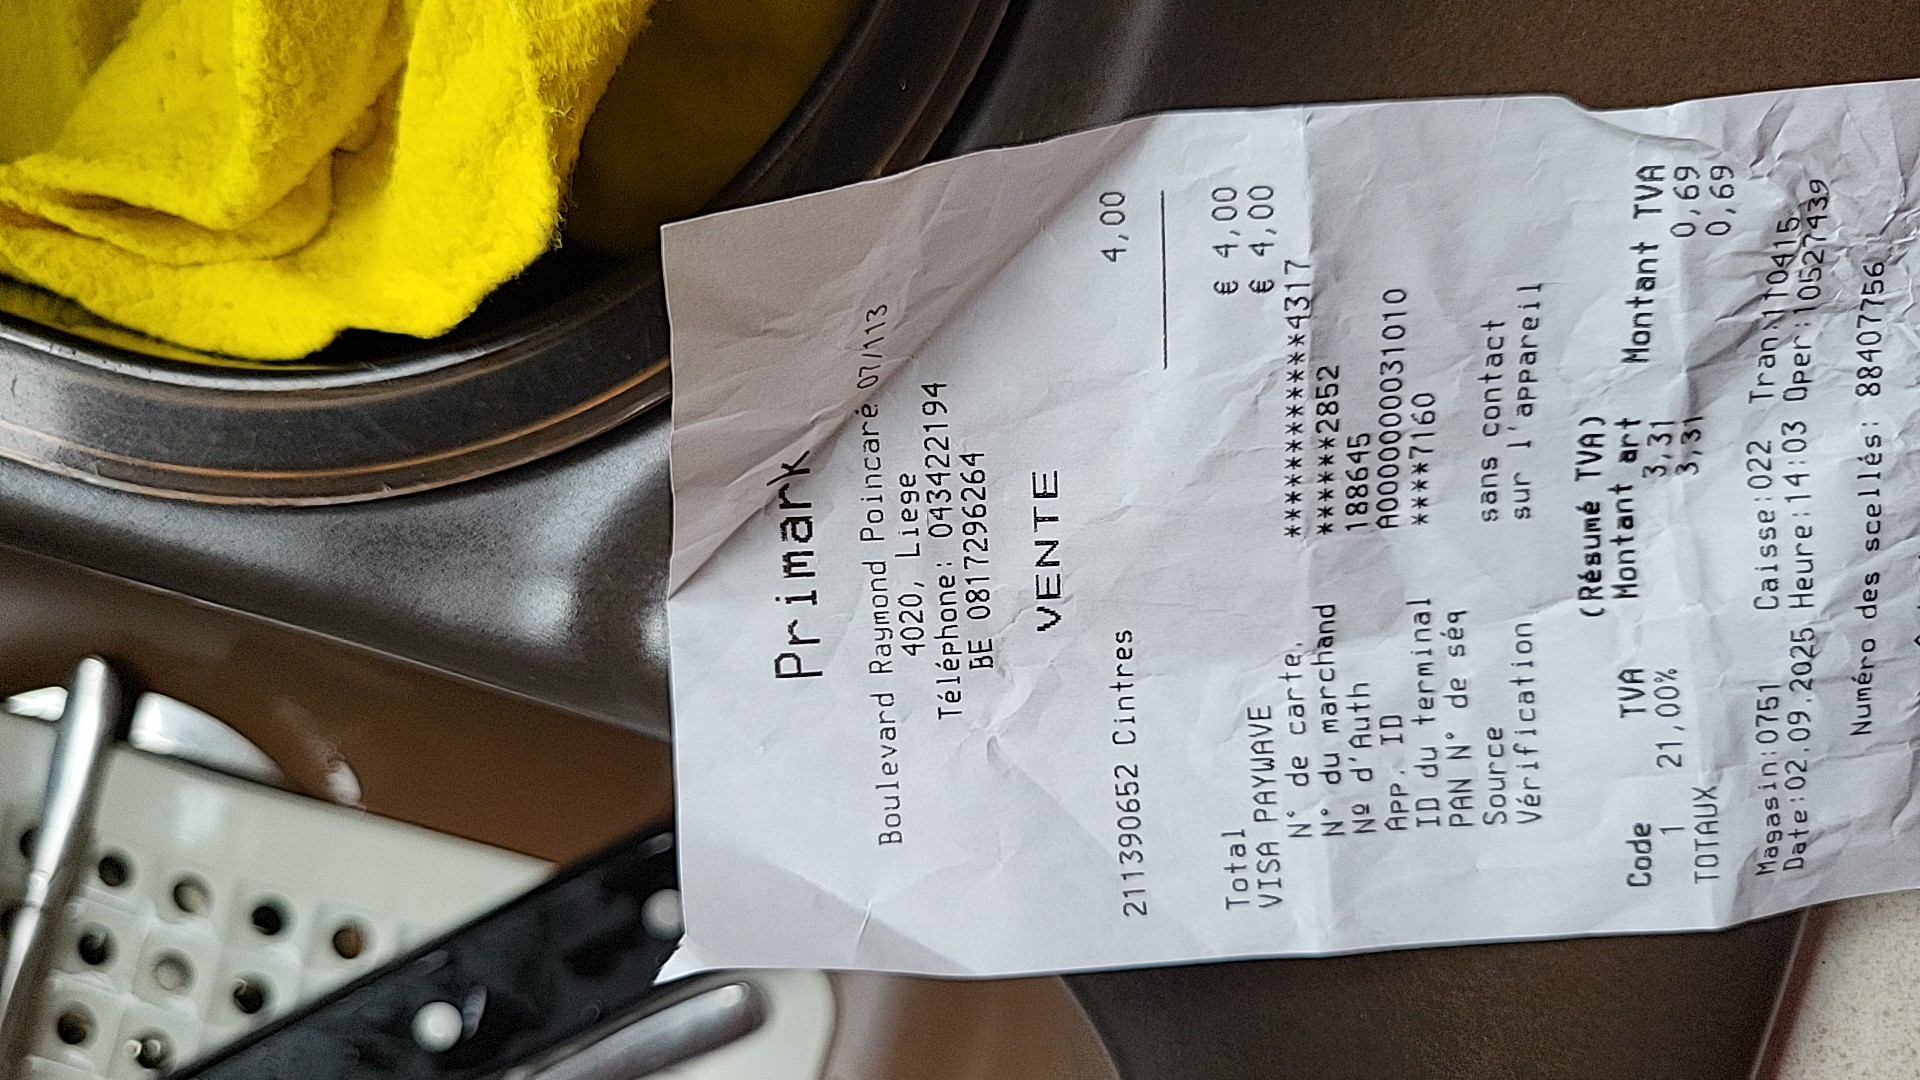 Primark
Boulevard Raymond Poincaré 07/113
4020, Liege
Téléphone: 043422194
BE 0817296264
VENTE
211390652 Cintres 4,00
Total € 4,00
VISA PAYWAVE € 4,00
N° de carte. ************4317
N° du marchand ******2852
Nº d'Auth 188645
APP. ID A0000000031010
ID du terminal ****7160
PAN N° de séq
Source sans contact
Vérification sur l'appareil
(Résumé TVA)
Code TVA Montant art Montant TVA
1 21,00% 3,31 0,69
TOTAUX 3,31 0,69
Magasin:0751 Caisse:022 Tran:110415
Date:02.09.2025 Heure:14:03 Oper:10527439
Numéro des scellés: 88407756